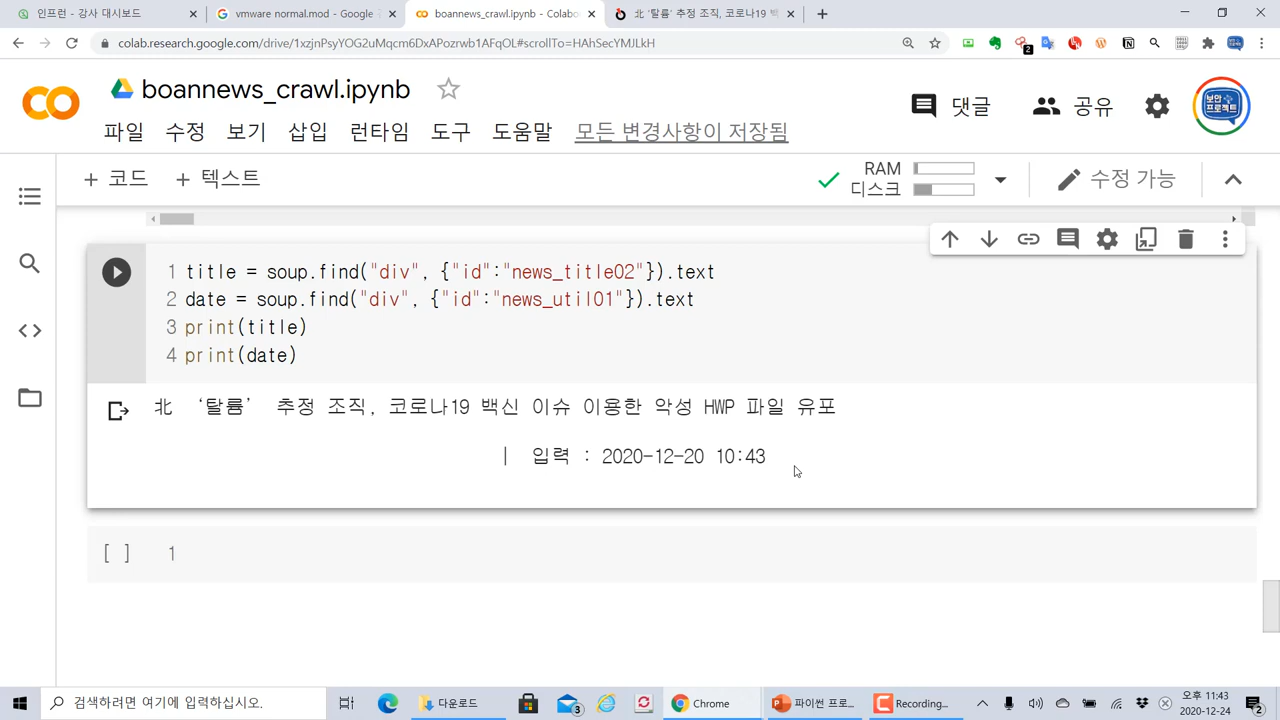 인프런 - 강사 대시보드
vmware normal.mod - Google
boannews_crawl.ipynb - Colabo
北 '탈륨' 추정 조직, 코로나19 백
colab.research.google.com/drive/1xzjnPsyYOG2uMqcm6DxAPozrwb1AFqOL#scrollTo=HAhSecYMJLkH
2
boannews_crawl.ipynb
댓글
공유
파일 수정 보기 삽입 런타임 도구 도움말 모든 변경사항이 저장됨
+ 코드 + 텍스트
RAM
디스크
수정 가능
1 title = soup.find("div", {"id":"news_title02"}).text
2 date = soup.find("div", {"id":"news_util01"}).text
3 print(title)
4 print(date)
北 ‘탈륨’ 추정 조직, 코로나19 백신 이슈 이용한 악성 HWP 파일 유포
| 입력 : 2020-12-20 10:43
[ ] 1
검색하려면 여기에 입력하십시오.
다운로드
3
Chrome
파이썬 프로...
Recording...
오후 11:43
2020-12-24
2